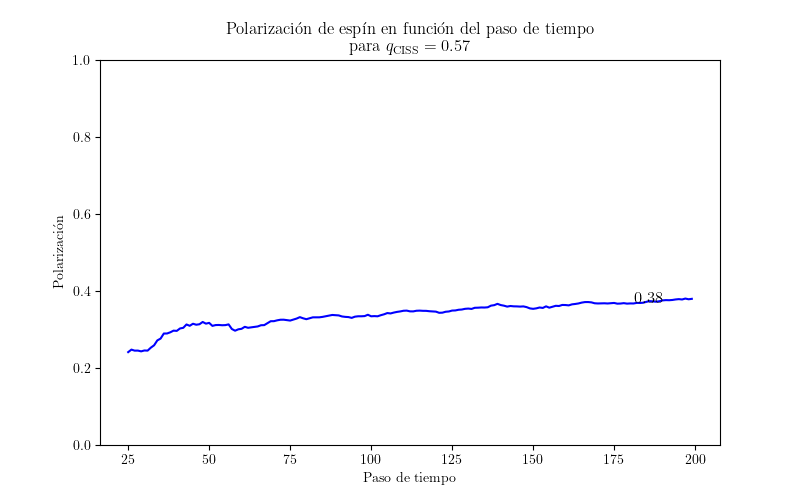 Polarización de espín en función del paso de tiempo
para qCISS = 0.57
1.0
0.8
0.6
0.4
0.2
0.0
Polarización
0.38
25 50 75 100 125 150 175 200
Paso de tiempo